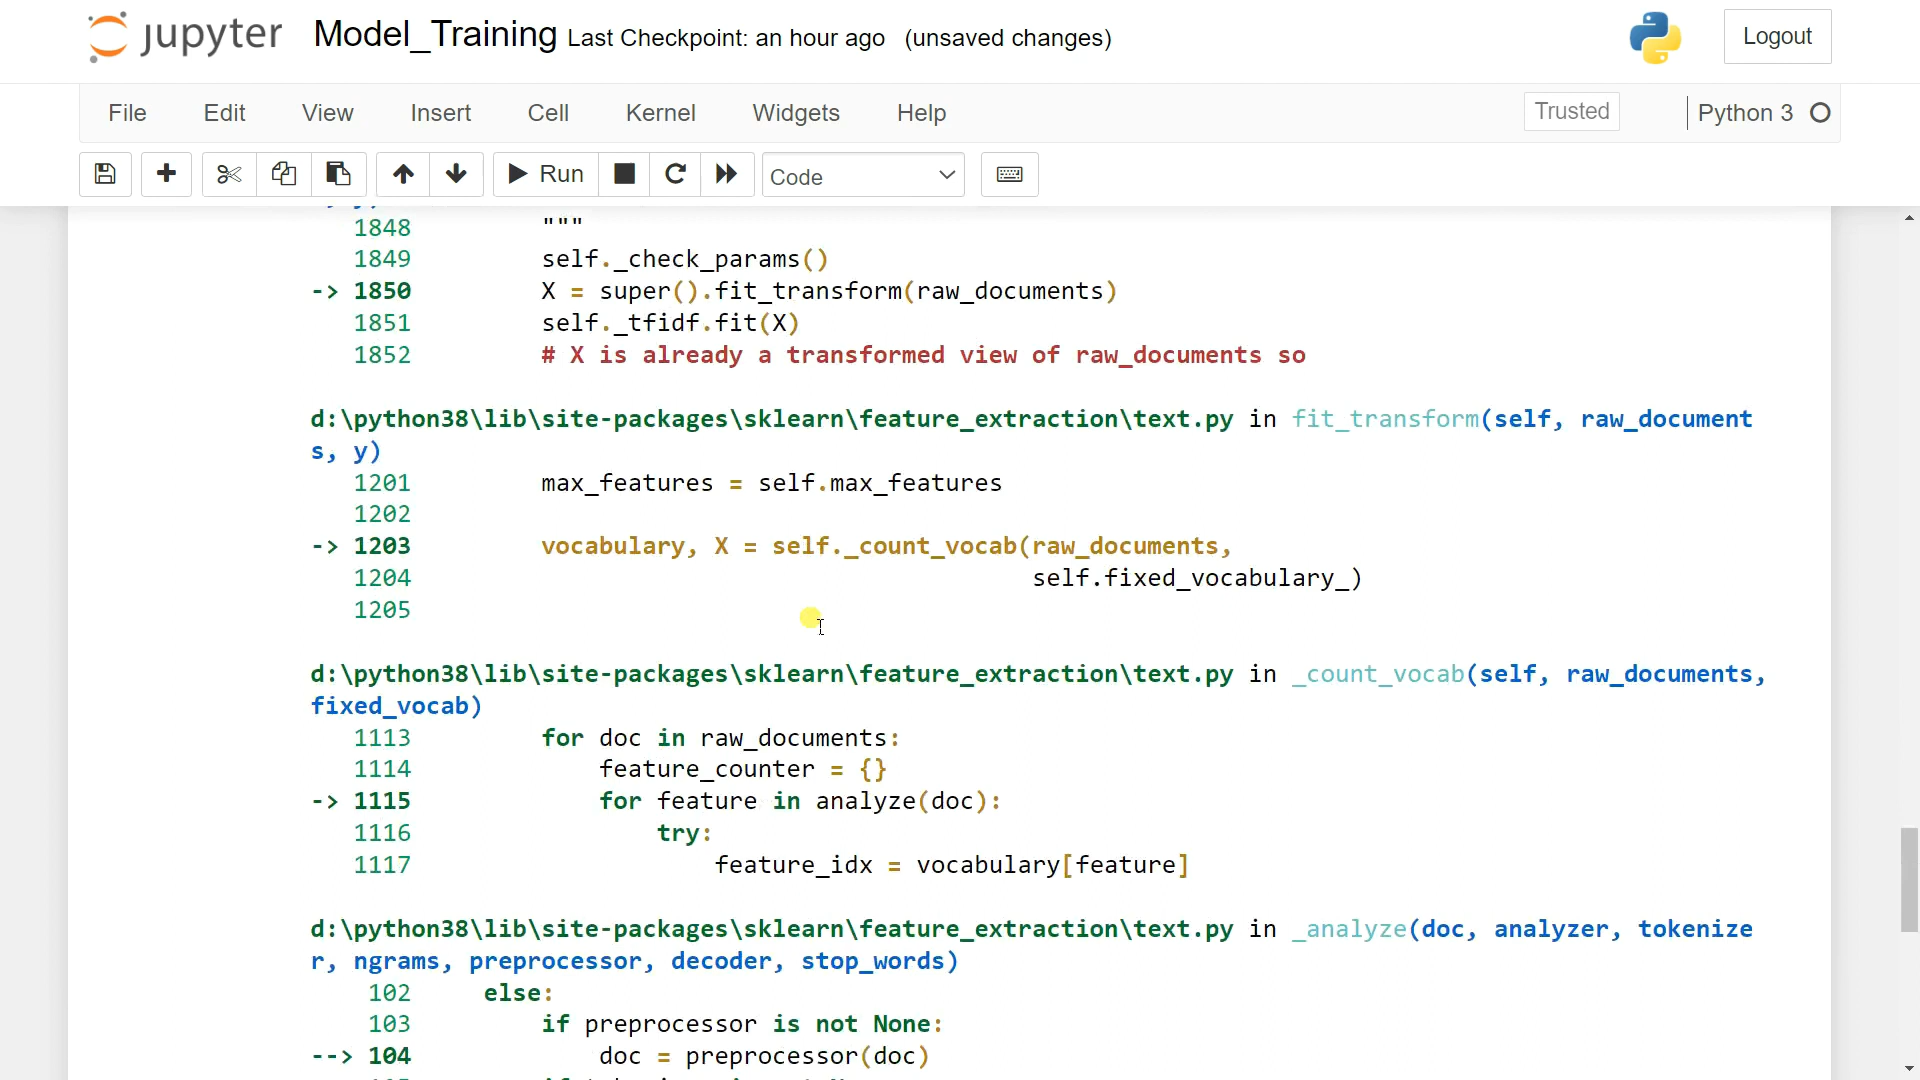 jupyter Model_Training Last Checkpoint: an hour ago (unsaved changes) Logout
File Edit View Insert Cell Kernel Widgets Help Trusted Python 3
Run Code
1848 """
1849 self._check_params()
-> 1850 X = super().fit_transform(raw_documents)
1851 self._tfidf.fit(X)
1852 # X is already a transformed view of raw_documents so
d:\python38\lib\site-packages\sklearn\feature_extraction\text.py in fit_transform(self, raw_document
s, y)
1201 max_features = self.max_features
1202
-> 1203 vocabulary, X = self._count_vocab(raw_documents,
1204 self.fixed_vocabulary_)
1205
d:\python38\lib\site-packages\sklearn\feature_extraction\text.py in _count_vocab(self, raw_documents,
fixed_vocab)
1113 for doc in raw_documents:
1114 feature_counter = {}
-> 1115 for feature in analyze(doc):
1116 try:
1117 feature_idx = vocabulary[feature]
d:\python38\lib\site-packages\sklearn\feature_extraction\text.py in _analyze(doc, analyzer, tokenize
r, ngrams, preprocessor, decoder, stop_words)
102 else:
103 if preprocessor is not None:
--> 104 doc = preprocessor(doc)